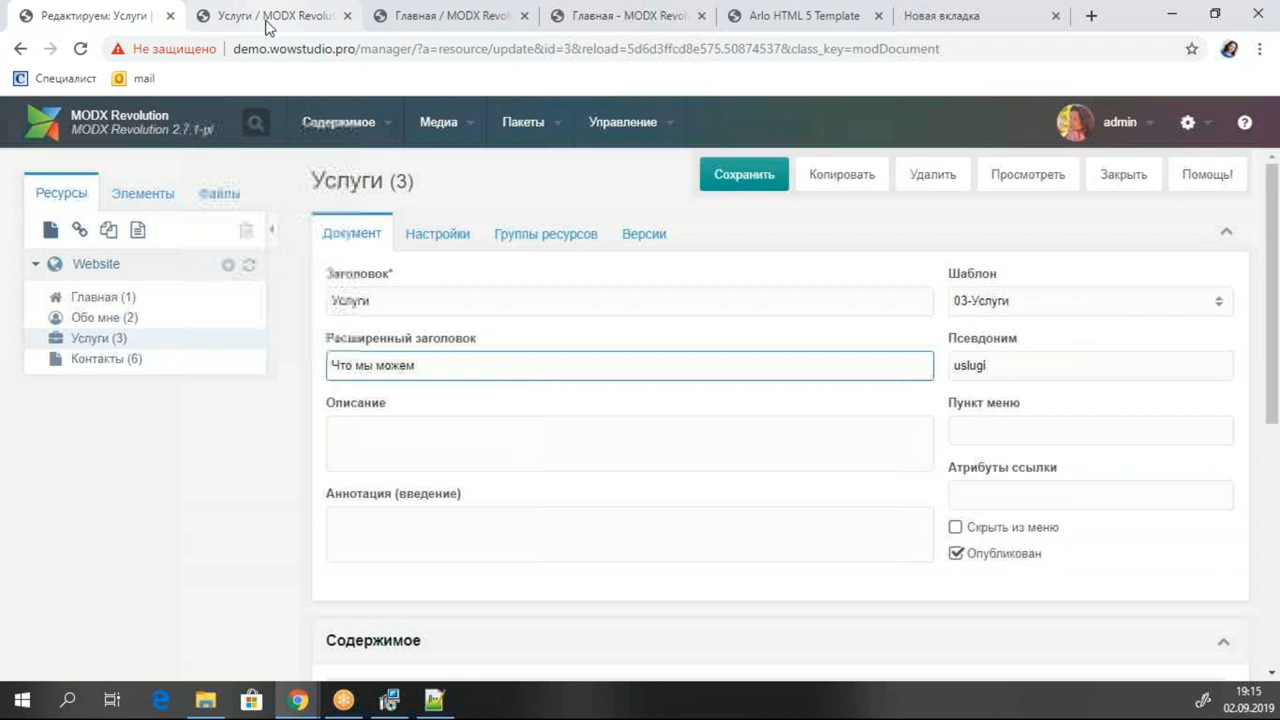 Редактируем: Услуги |
Услуги / MODX Revolu
Главная / MODX Revol
Главная - MODX Revol
Arlo HTML 5 Template
Новая вкладка
Не защищено
demo.wowstudio.pro/manager/?a=resource/update&id=3&reload=5d6d3ffcd8e575.50874537&class_key=modDocument
Специалист
mail
MODX Revolution
MODX Revolution 2.7.1-pl
Содержимое
Медиа
Пакеты
Управление
admin
Ресурсы
Элементы
Файлы
Услуги (3)
Сохранить
Копировать
Удалить
Просмотреть
Закрыть
Помощь!
Website
Главная (1)
Обо мне (2)
Услуги (3)
Контакты (6)
Документ
Настройки
Группы ресурсов
Версии
Заголовок*
Услуги
Шаблон
03-Услуги
Расширенный заголовок
Что мы можем
Псевдоним
uslugi
Описание
Пункт меню
Атрибуты ссылки
Аннотация (введение)
Скрыть из меню
Опубликован
Содержимое
19:15
02.09.2019